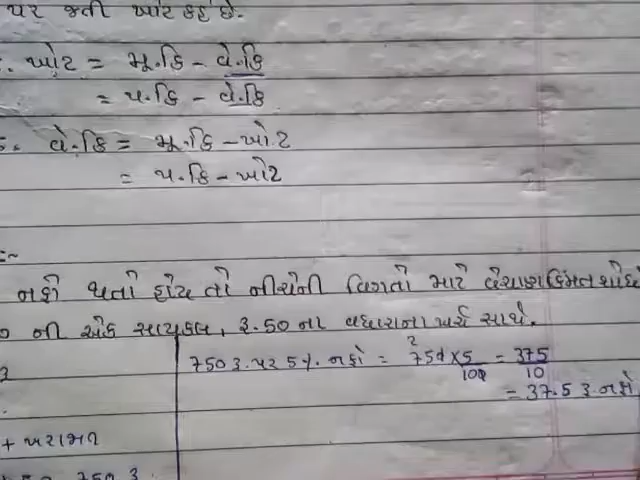 પર જતી ખોટ કહે છે.
ખોટ = મૂ.કિ - વે.કિ
= પ.કિ - વે.કિ
વે.કિ = મૂ.કિ - ખોટ
= પ.કિ - ખોટ
નફો થતો હોય તો નીચેની વિગતો માટે વેચાણકિંમત શોધો
ની એક સાયકલ, રૂ.50 ના વધારાના ખર્ચ સાથે.
750 રૂ. પર 5% નફો = 750 × 5 / 100 = 375 / 10
= 37.5 રૂ નફો
+ ખરાજાત
750 રૂ.